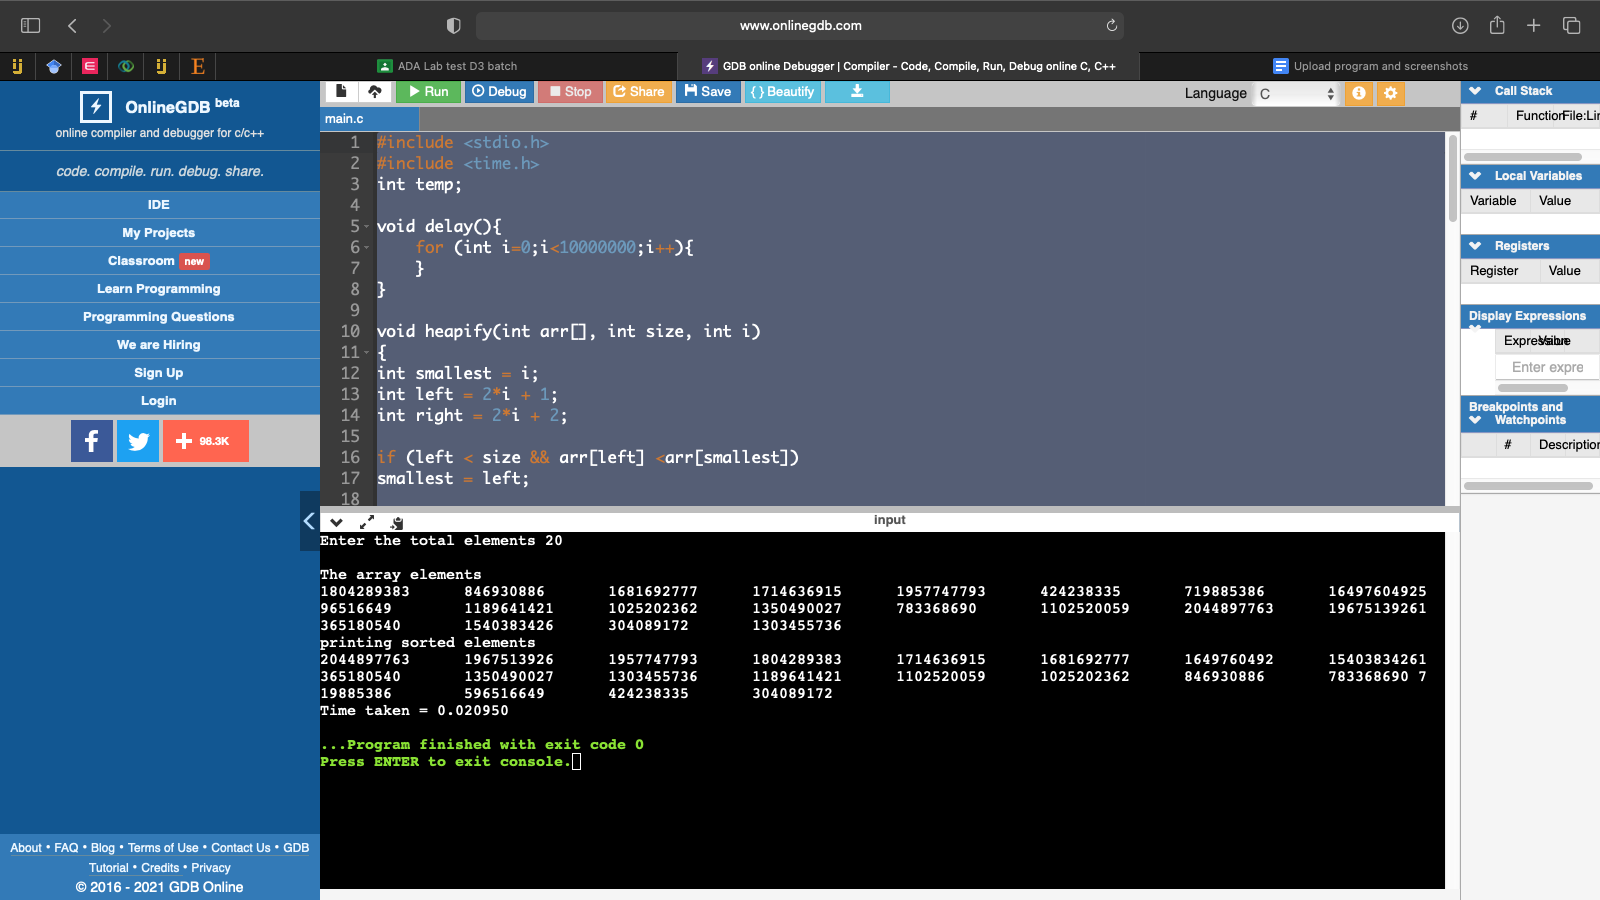 www.onlinegdb.com
ADA Lab test D3 batch
GDB online Debugger | Compiler - Code, Compile, Run, Debug online C, C++
Upload program and screenshots
OnlineGDB beta
online compiler and debugger for c/c++
code. compile. run. debug. share.
IDE
My Projects
Classroom new
Learn Programming
Programming Questions
We are Hiring
Sign Up
Login
98.3K
About • FAQ • Blog • Terms of Use • Contact Us • GDB
Tutorial • Credits • Privacy
© 2016 - 2021 GDB Online
Run Debug Stop Share Save {} Beautify
Language C
main.c
1 #include <stdio.h>
2 #include <time.h>
3 int temp;
4
5 void delay(){
6 for (int i=0;i<10000000;i++){
7 }
8 }
9
10 void heapify(int arr[], int size, int i)
11 {
12 int smallest = i;
13 int left = 2*i + 1;
14 int right = 2*i + 2;
15
16 if (left < size && arr[left] <arr[smallest])
17 smallest = left;
18
input
Enter the total elements 20
The array elements
1804289383 846930886 1681692777 1714636915 1957747793 424238335 719885386 16497604925
96516649 1189641421 1025202362 1350490027 783368690 1102520059 2044897763 19675139261
365180540 1540383426 304089172 1303455736
printing sorted elements
2044897763 1967513926 1957747793 1804289383 1714636915 1681692777 1649760492 15403834261
365180540 1350490027 1303455736 1189641421 1102520059 1025202362 846930886 783368690 7
19885386 596516649 424238335 304089172
Time taken = 0.020950
...Program finished with exit code 0
Press ENTER to exit console.
Call Stack
# Function File:Lin
Local Variables
Variable Value
Registers
Register Value
Display Expressions
Expression Value
Enter expre
Breakpoints and
Watchpoints
# Description